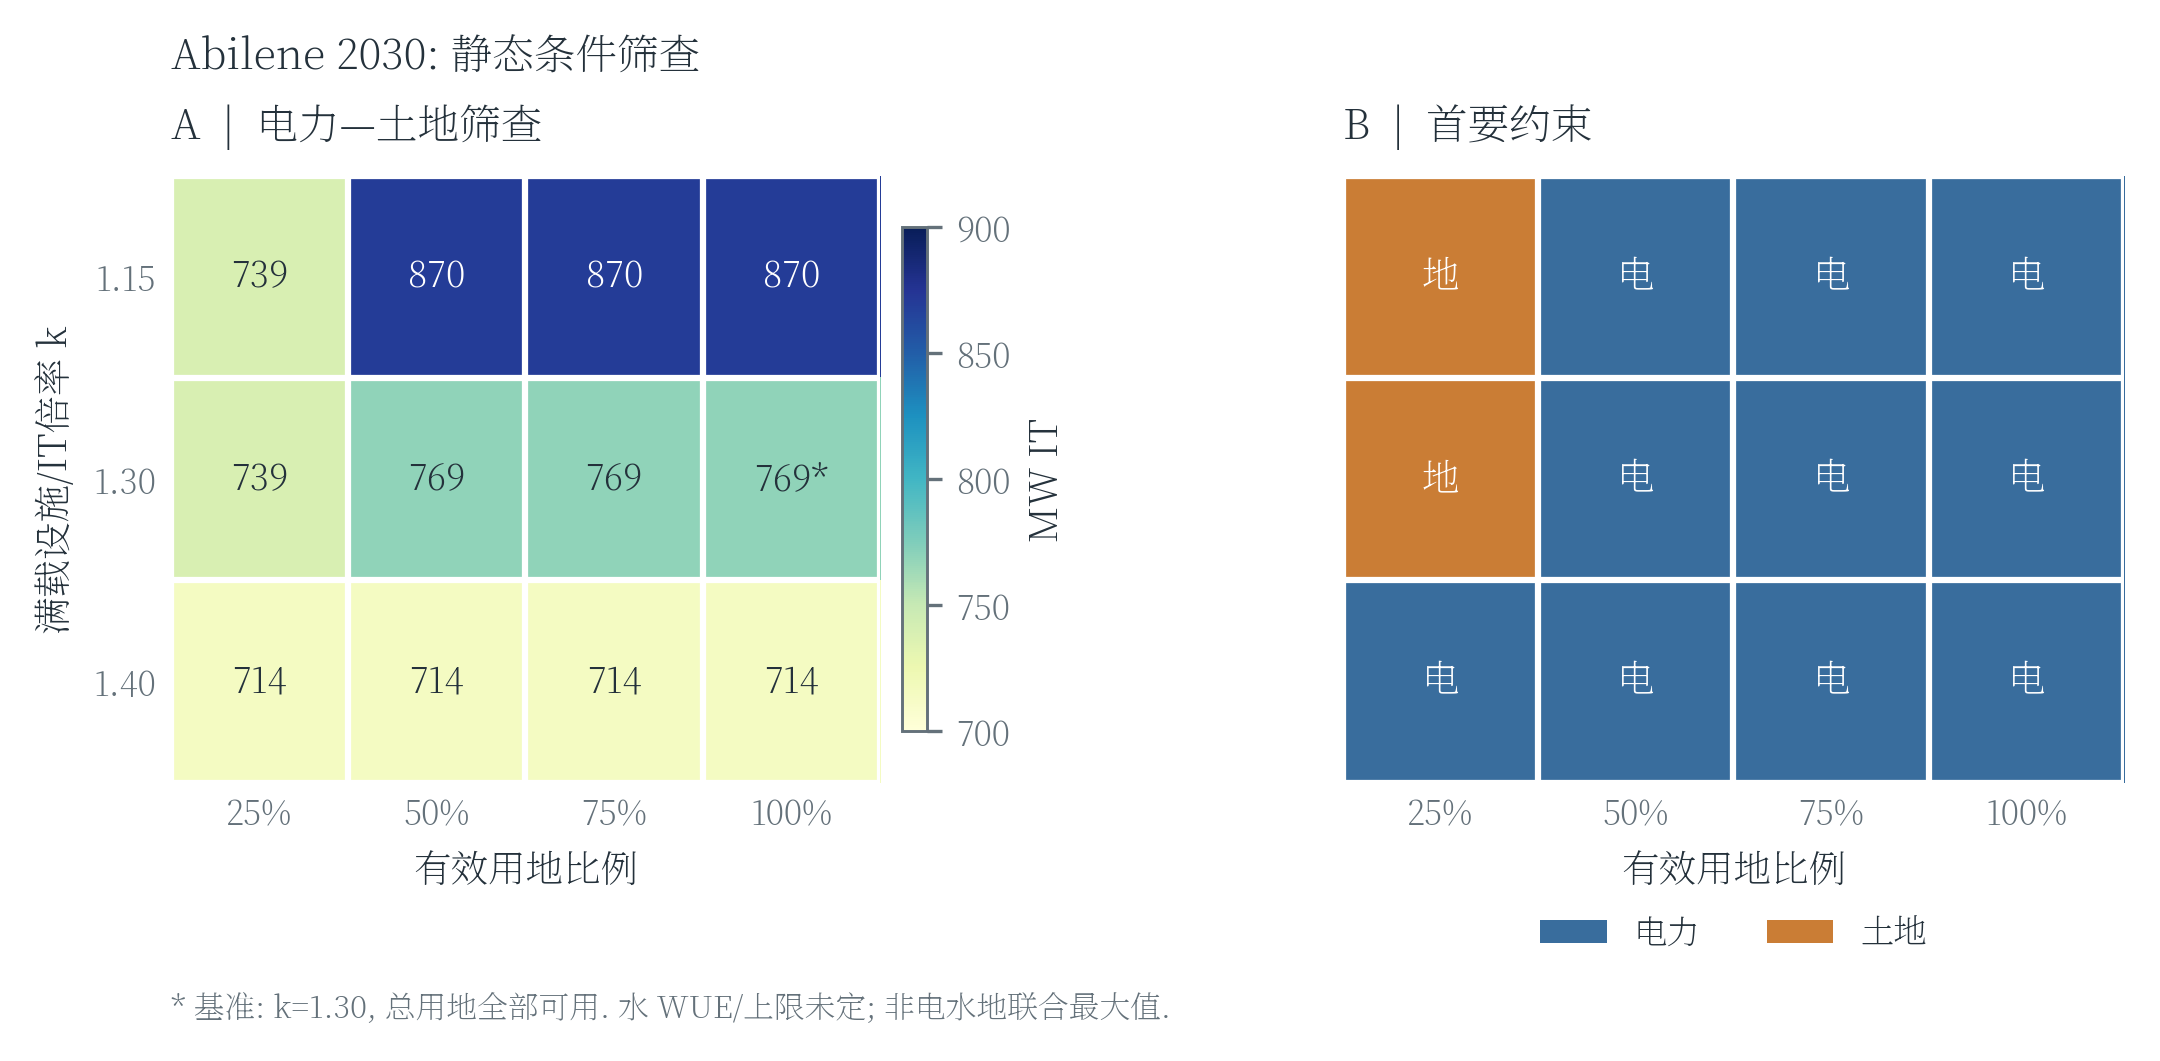 Abilene 2030: 静态条件筛查
A | 电力—土地筛查
满载设施/IT倍率 k
1.15 739 870 870 870
1.30 739 769 769 769*
1.40 714 714 714 714
25% 50% 75% 100%
有效用地比例
900
850
800
750
700
MW IT
B | 首要约束
地 电 电 电
地 电 电 电
电 电 电 电
25% 50% 75% 100%
有效用地比例
电力 土地
* 基准: k=1.30, 总用地全部可用. 水 WUE/上限未定; 非电水地联合最大值.